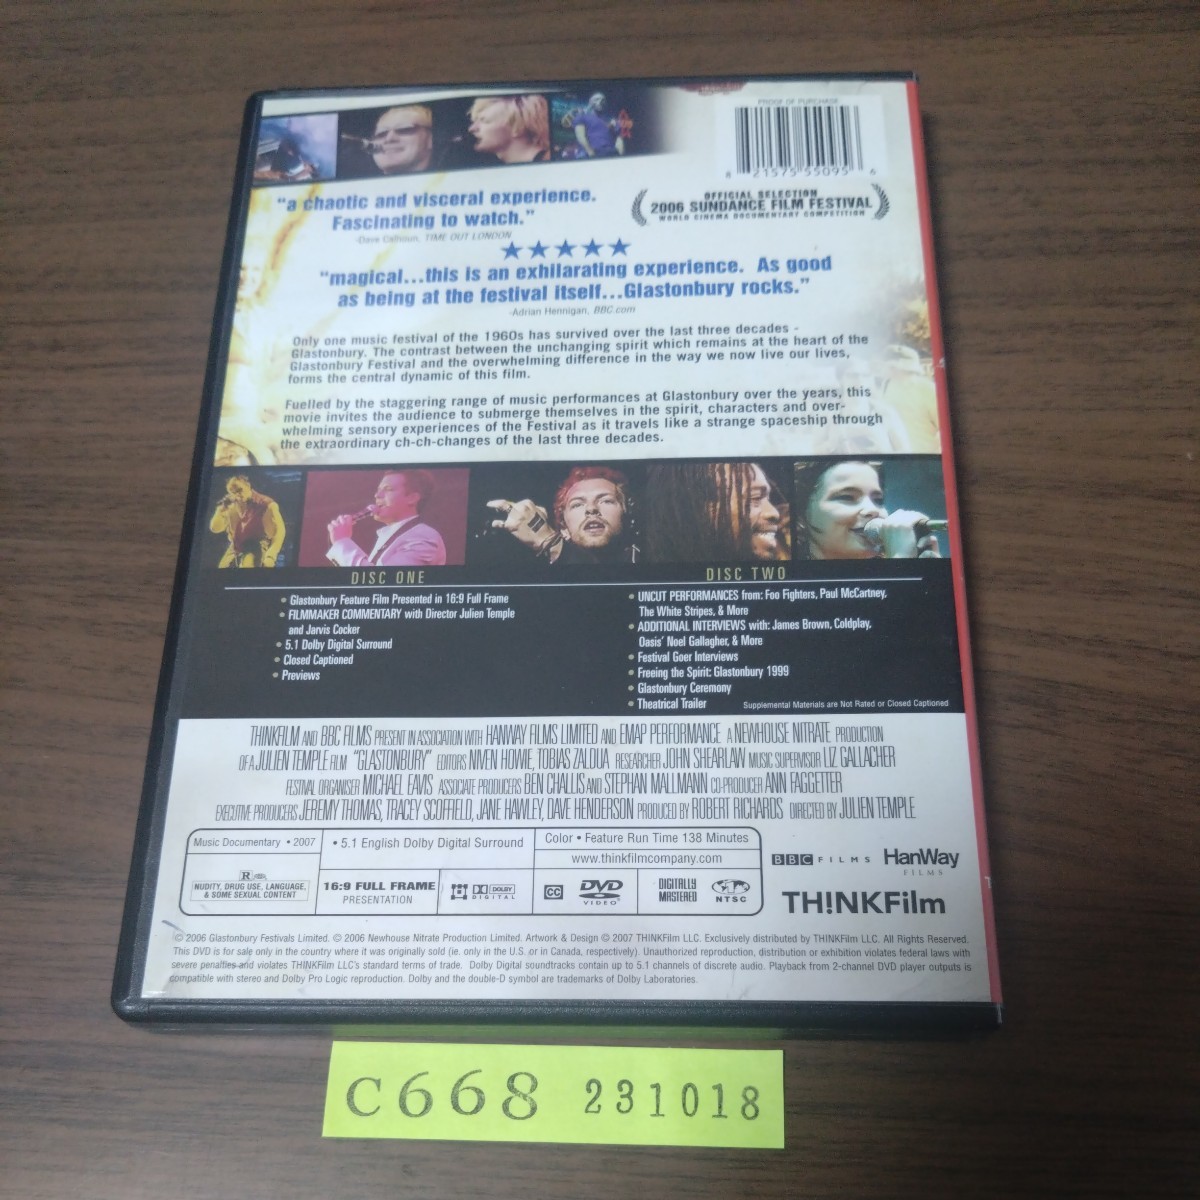 PROOF OF PURCHASE
8 21575 55095 6
"a chaotic and visceral experience.
Fascinating to watch."
-Dave Calhoun, TIME OUT LONDON
OFFICIAL SELECTION
2006 SUNDANCE FILM FESTIVAL
WORLD CINEMA DOCUMENTARY COMPETITION
"magical...this is an exhilarating experience. As good
as being at the festival itself...Glastonbury rocks."
-Adrian Hennigan, BBC.com
Only one music festival of the 1960s has survived over the last three decades -
Glastonbury. The contrast between the unchanging spirit which remains at the heart of the
Glastonbury Festival and the overwhelming difference in the way we now live our lives,
forms the central dynamic of this film.
Fuelled by the staggering range of music performances at Glastonbury over the years, this
movie invites the audience to submerge themselves in the spirit, characters and over-
whelming sensory experiences of the Festival as it travels like a strange spaceship through
the extraordinary ch-ch-changes of the last three decades.
DISC ONE
• Glastonbury Feature Film Presented in 16:9 Full Frame
• FILMMAKER COMMENTARY with Director Julien Temple
and Jarvis Cocker
• 5.1 Dolby Digital Surround
• Closed Captioned
• Previews
DISC TWO
• UNCUT PERFORMANCES from: Foo Fighters, Paul McCartney,
The White Stripes, & More
• ADDITIONAL INTERVIEWS with: James Brown, Coldplay,
Oasis' Noel Gallagher, & More
• Festival Goer Interviews
• Freeing the Spirit: Glastonbury 1999
• Glastonbury Ceremony
• Theatrical Trailer
Supplemental Materials are Not Rated or Closed Captioned
THINKFILM AND BBC FILMS PRESENT IN ASSOCIATION WITH HANWAY FILMS LIMITED AND EMAP PERFORMANCE A NEWHOUSE NITRATE PRODUCTION
OF A JULIEN TEMPLE FILM "GLASTONBURY" EDITORS NIVEN HOWIE, TOBIAS ZALDUA RESEARCHER JOHN SHEARLAW MUSIC SUPERVISOR LIZ GALLACHER
FESTIVAL ORGANISER MICHAEL EAVIS ASSOCIATE PRODUCERS BEN CHALLIS AND STEPHAN MALLMANN CO-PRODUCER ANN FAGGETTER
EXECUTIVE PRODUCERS JEREMY THOMAS, TRACEY SCOFFIELD, JANE HAWLEY, DAVE HENDERSON PRODUCED BY ROBERT RICHARDS DIRECTED BY JULIEN TEMPLE
Music Documentary • 2007
• 5.1 English Dolby Digital Surround
Color • Feature Run Time 138 Minutes
www.thinkfilmcompany.com
R
NUDITY, DRUG USE, LANGUAGE,
& SOME SEXUAL CONTENT
16:9 FULL FRAME
PRESENTATION
DOLBY
DIGITAL
CC
DVD
VIDEO
DIGITALLY
MASTERED
NTSC
BBC FILMS
HanWay
FILMS
TH!NKFilm
© 2006 Glastonbury Festivals Limited. © 2006 Newhouse Nitrate Production Limited. Artwork & Design © 2007 THINKFilm LLC. Exclusively distributed by THINKFilm LLC. All Rights Reserved.
This DVD is for sale only in the country where it was originally sold (ie. only in the U.S. or in Canada, respectively). Unauthorized reproduction, distribution or exhibition violates federal laws with
severe penalties and violates THINKFilm LLC's standard terms of trade. Dolby Digital soundtracks contain up to 5.1 channels of discrete audio. Playback from 2-channel DVD player outputs is
compatible with stereo and Dolby Pro Logic reproduction. Dolby and the double-D symbol are trademarks of Dolby Laboratories.
C668 231018